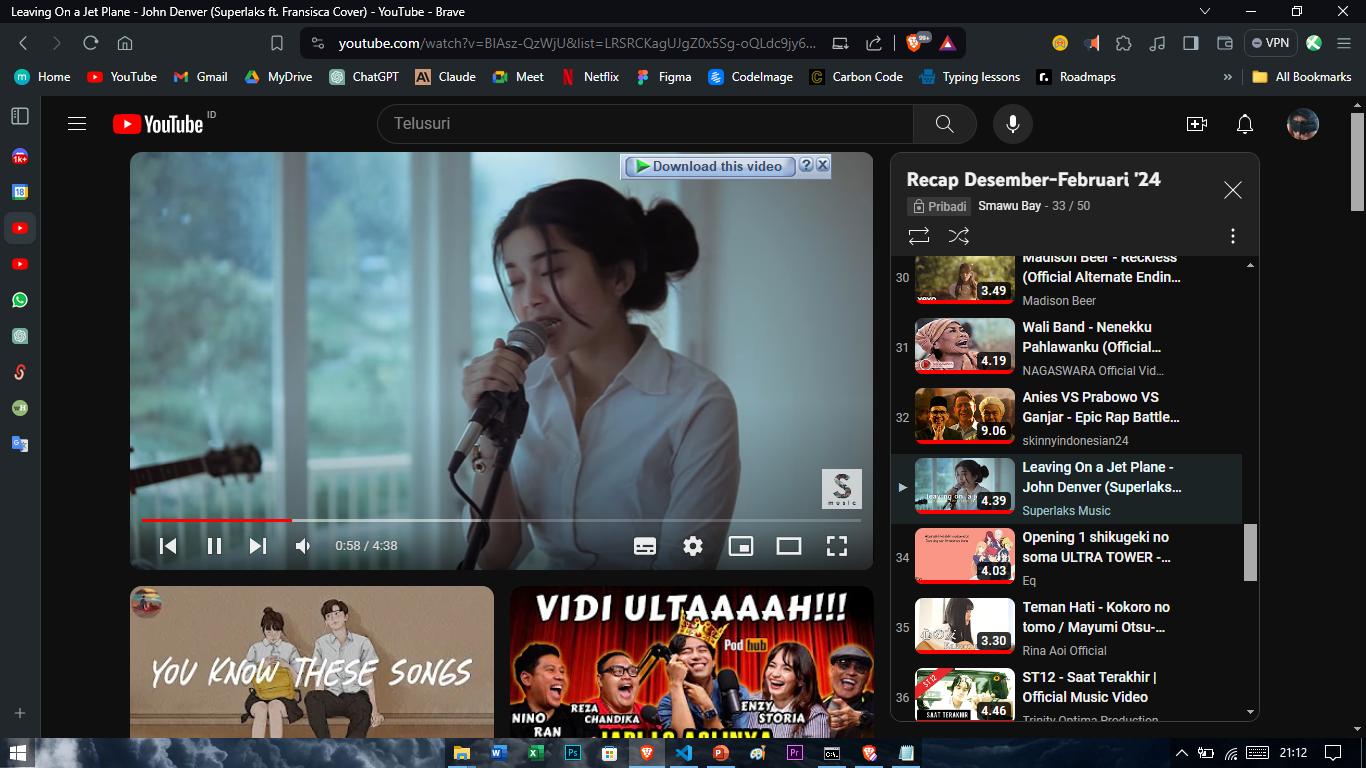 Leaving On a Jet Plane - John Denver (Superlaks ft. Fransisca Cover) - YouTube - Brave
youtube.com/watch?v=BIAsz-QzWjU&list=LRSRCKagUJgZ0x5Sg-oQLdc9jy6...
99+
VPN
Home
YouTube
Gmail
MyDrive
ChatGPT
Claude
Meet
Netflix
Figma
CodeImage
Carbon Code
Typing lessons
Roadmaps
»
All Bookmarks
1K+
18
YouTube ID
Telusuri
Download this video
S
music
0:58 / 4:38
Recap Desember-Februari '24
Pribadi Smawu Bay - 33 / 50
30
3.49
Madison Beer - Reckless
(Official Alternate Endin...
Madison Beer
31
4.19
Wali Band - Nenekku
Pahlawanku (Official...
NAGASWARA Official Vid...
32
9.06
Anies VS Prabowo VS
Ganjar - Epic Rap Battle...
skinnyindonesian24
4.39
Leaving On a Jet Plane -
John Denver (Superlaks...
Superlaks Music
34
4.03
Opening 1 shikugeki no
soma ULTRA TOWER -...
Eq
35
3.30
Teman Hati - Kokoro no
tomo / Mayumi Otsu-...
Rina Aoi Official
36
ST12
SAAT TERAKHIR
4.46
ST12 - Saat Terakhir |
Official Music Video
Trinity Optima Production
YOU KNOW THESE SONGS
VIDI ULTAAAAH!!!
Pod hub
NINO
RAN
REZA
CHANDIKA
ENZY
STORIA
21:12